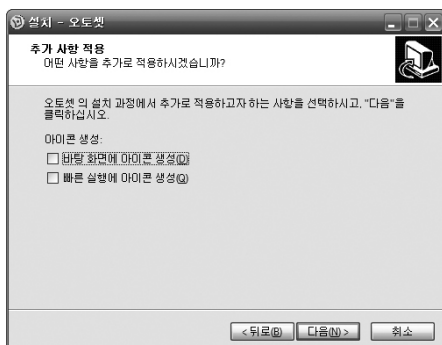 설치 - 오토셋
추가 사항 적용
어떤 사항을 추가로 적용하시겠습니까?
오토셋 의 설치 과정에서 추가로 적용하고자 하는 사항을 선택하시고, "다음"을
클릭하십시오.
아이콘 생성:
바탕 화면에 아이콘 생성(D)
빠른 실행에 아이콘 생성(Q)
< 뒤로(B) 다음(N) > 취소